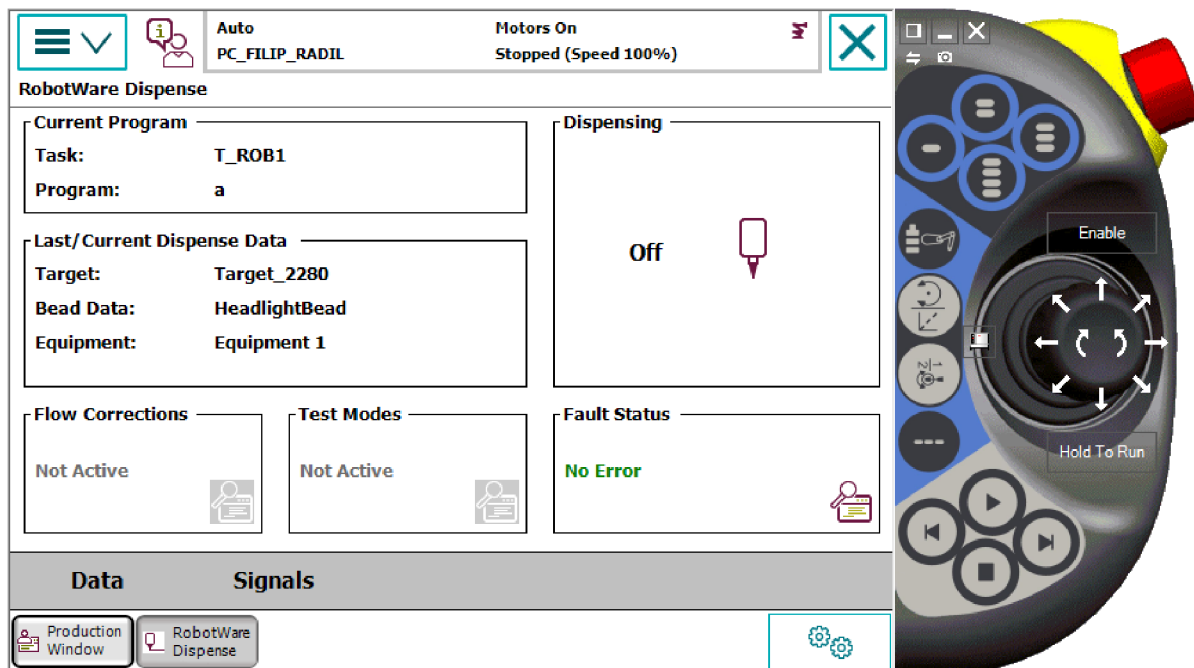 Auto
PC_FILIP_RADIL
Motors On
Stopped (Speed 100%)
RobotWare Dispense
Current Program
Task: T_ROB1
Program: a
Last/Current Dispense Data
Target: Target_2280
Bead Data: HeadlightBead
Equipment: Equipment 1
Dispensing
Off
Flow Corrections
Not Active
Test Modes
Not Active
Fault Status
No Error
Data Signals
Production
Window
RobotWare
Dispense
Enable
Hold To Run